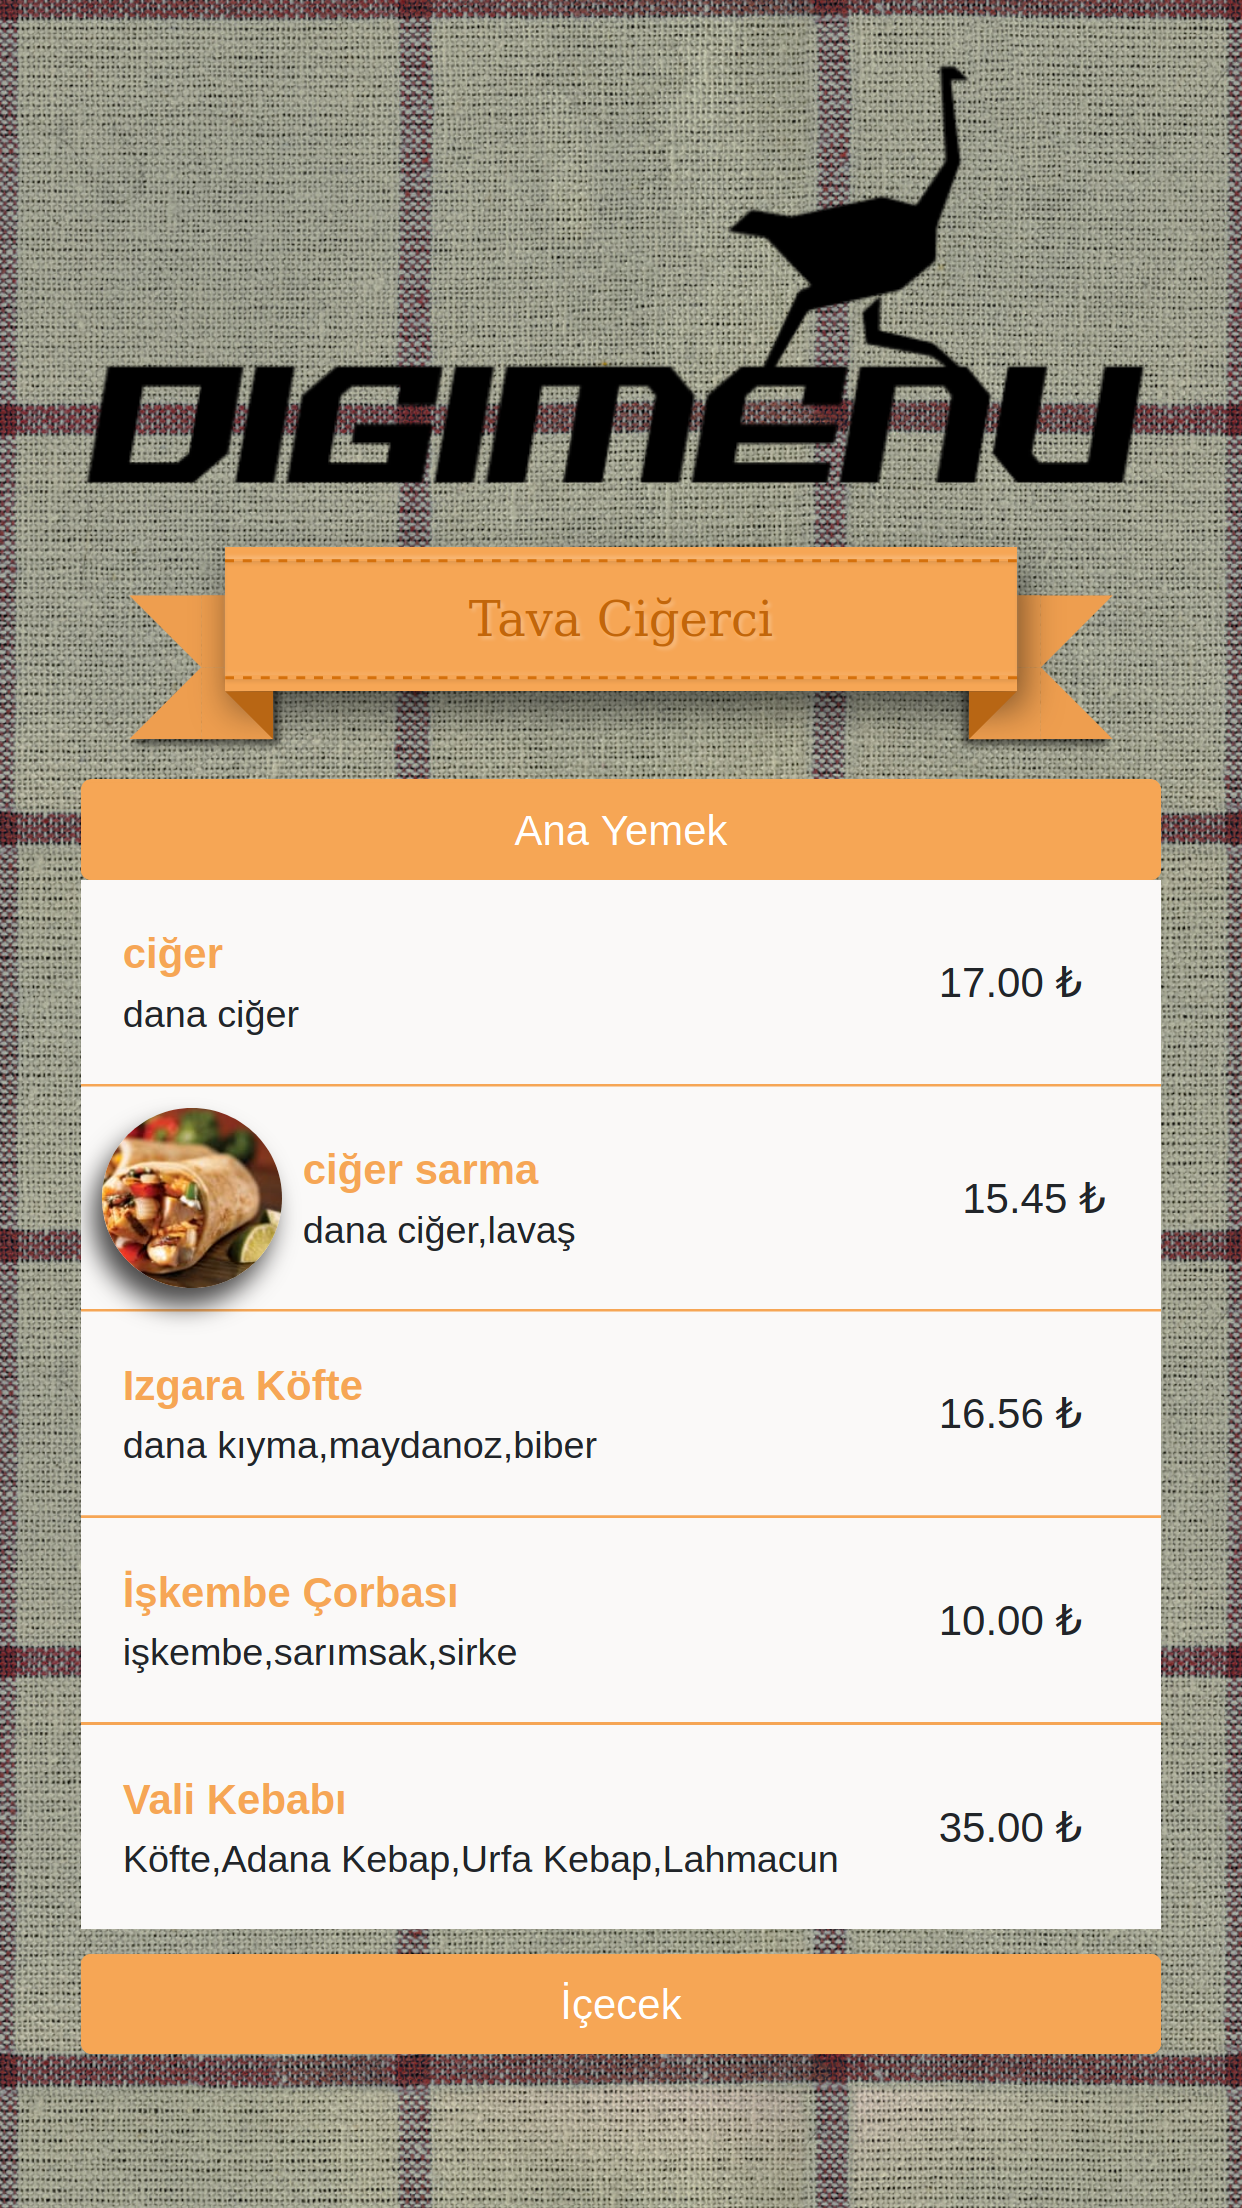 DIGIMENU
Tava Ciğerci
Ana Yemek
ciğer
dana ciğer
17.00 ₺
ciğer sarma
dana ciğer,lavaş
15.45 ₺
Izgara Köfte
dana kıyma,maydanoz,biber
16.56 ₺
İşkembe Çorbası
işkembe,sarımsak,sirke
10.00 ₺
Vali Kebabı
Köfte,Adana Kebap,Urfa Kebap,Lahmacun
35.00 ₺
İçecek